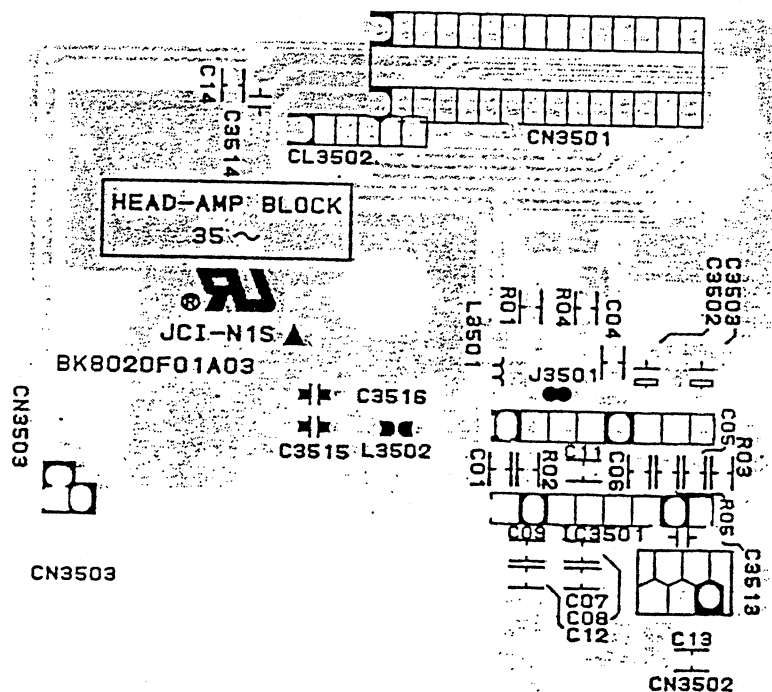 C14
C3514
CL3502
CN3501
HEAD-AMP BLOCK
35~
UR®
JCI-N1S
BK8020F01A03
L3501
R01
R04
C04
C3502
C3503
J3501
CN3503
C3516
C3515 L3502
C05
R03
C01
R02
C11
C06
R05
C09 IC3501
C3513
CN3503
C07
C08
C12
C13
CN3502